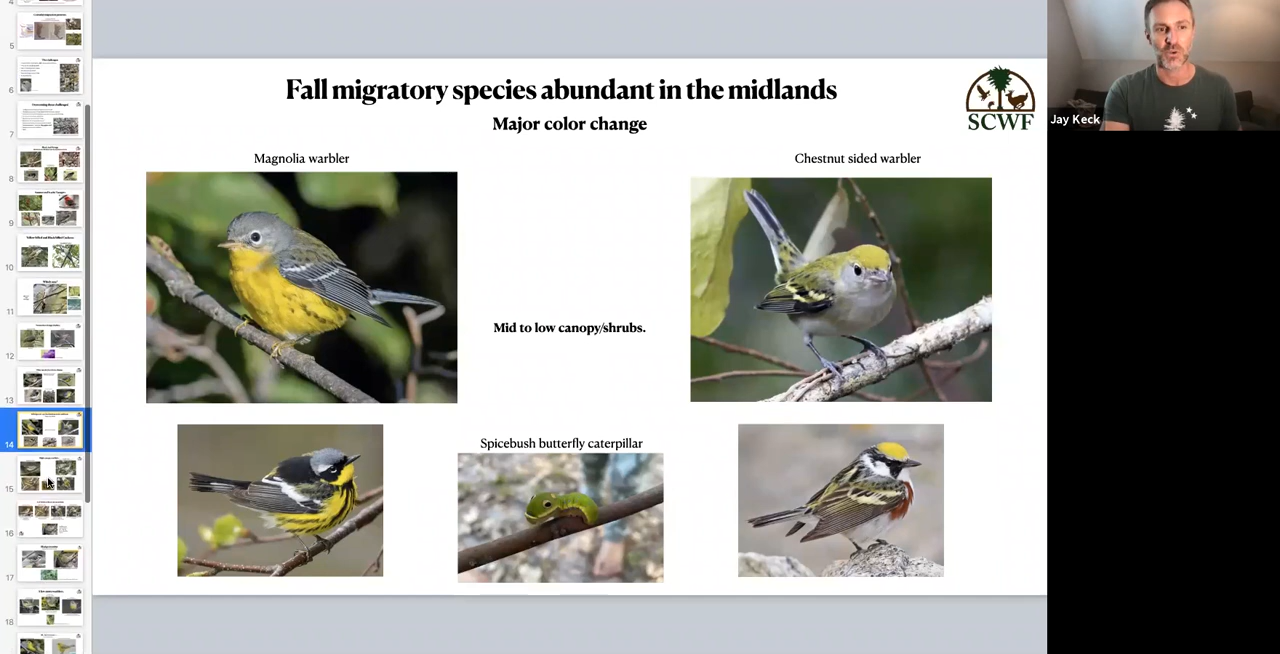 Fall migratory species abundant in the midlands
Major color change
SCWF
Jay Keck
Magnolia warbler
Chestnut sided warbler
Mid to low canopy/shrubs.
Spicebush butterfly caterpillar
4
5
6
7
8
9
10
11
12
13
14
15
16
17
18